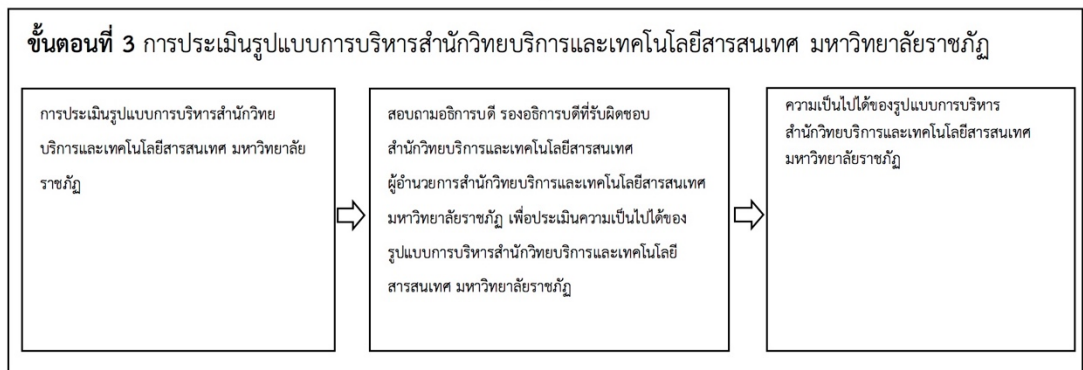 ขั้นตอนที่ 3 การประเมินรูปแบบการบริหารสำนักวิทยบริการและเทคโนโลยีสารสนเทศ มหาวิทยาลัยราชภัฏ
การประเมินรูปแบบการบริหารสำนักวิทย
บริการและเทคโนโลยีสารสนเทศ มหาวิทยาลัย
ราชภัฏ
สอบถามอธิการบดี รองอธิการบดีที่รับผิดชอบ
สำนักวิทยบริการและเทคโนโลยีสารสนเทศ
ผู้อำนวยการสำนักวิทยบริการและเทคโนโลยีสารสนเทศ
มหาวิทยาลัยราชภัฏ เพื่อประเมินความเป็นไปได้ของ
รูปแบบการบริหารสำนักวิทยบริการและเทคโนโลยี
สารสนเทศ มหาวิทยาลัยราชภัฏ
ความเป็นไปได้ของรูปแบบการบริหาร
สำนักวิทยบริการและเทคโนโลยีสารสนเทศ
มหาวิทยาลัยราชภัฏ